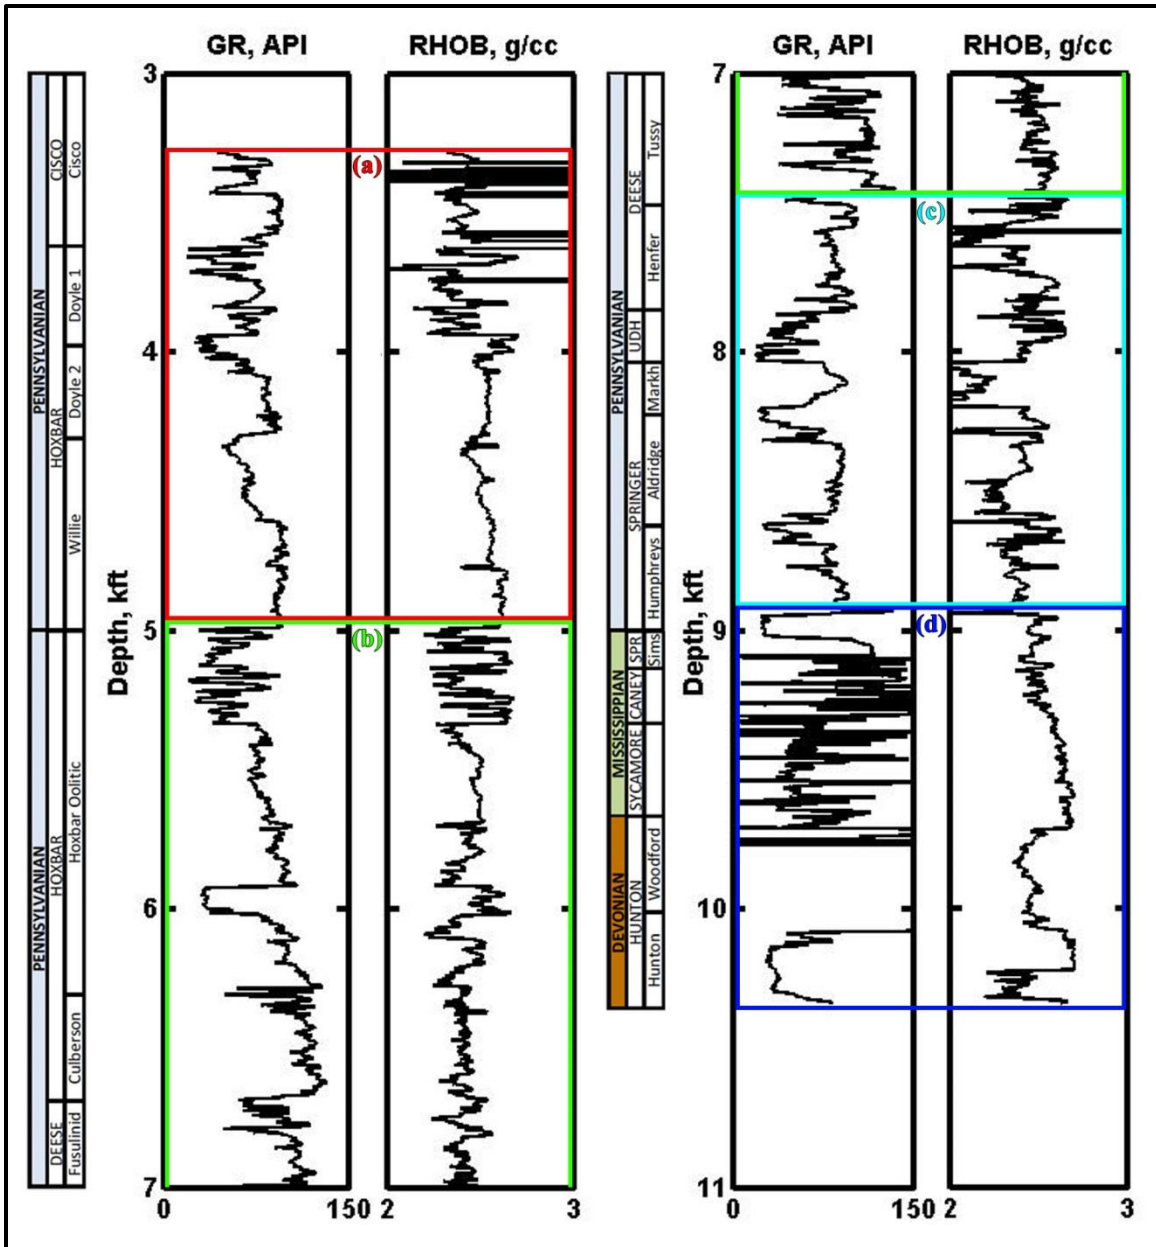 GR, API
RHOB, g/cc
GR, API
RHOB, g/cc
3
4
5
6
7
Depth, kft
0
150
2
3
7
8
9
10
11
Depth, kft
0
150
2
3
(a)
(b)
(c)
(d)
PENNSYLVANIAN
CISCO
HOXBAR
Cisco
Doyle 1
Doyle 2
Willie
PENNSYLVANIAN
HOXBAR
DEESE
Hoxbar Oolitic
Culberson
Fusulinid
PENNSYLVANIAN
DEESE
UDH
SPRINGER
Tussy
Henfer
Markh
Aldridge
Humphreys
MISSISSIPPIAN
SPR
CANEY
SYCAMORE
Sims
DEVONIAN
HUNTON
Woodford
Hunton